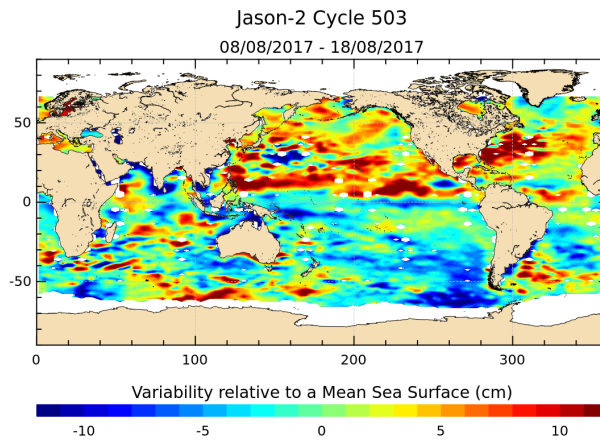 Jason-2 Cycle 503
08/08/2017 - 18/08/2017
50
0
-50
0 100 200 300
Variability relative to a Mean Sea Surface (cm)
-10 -5 0 5 10